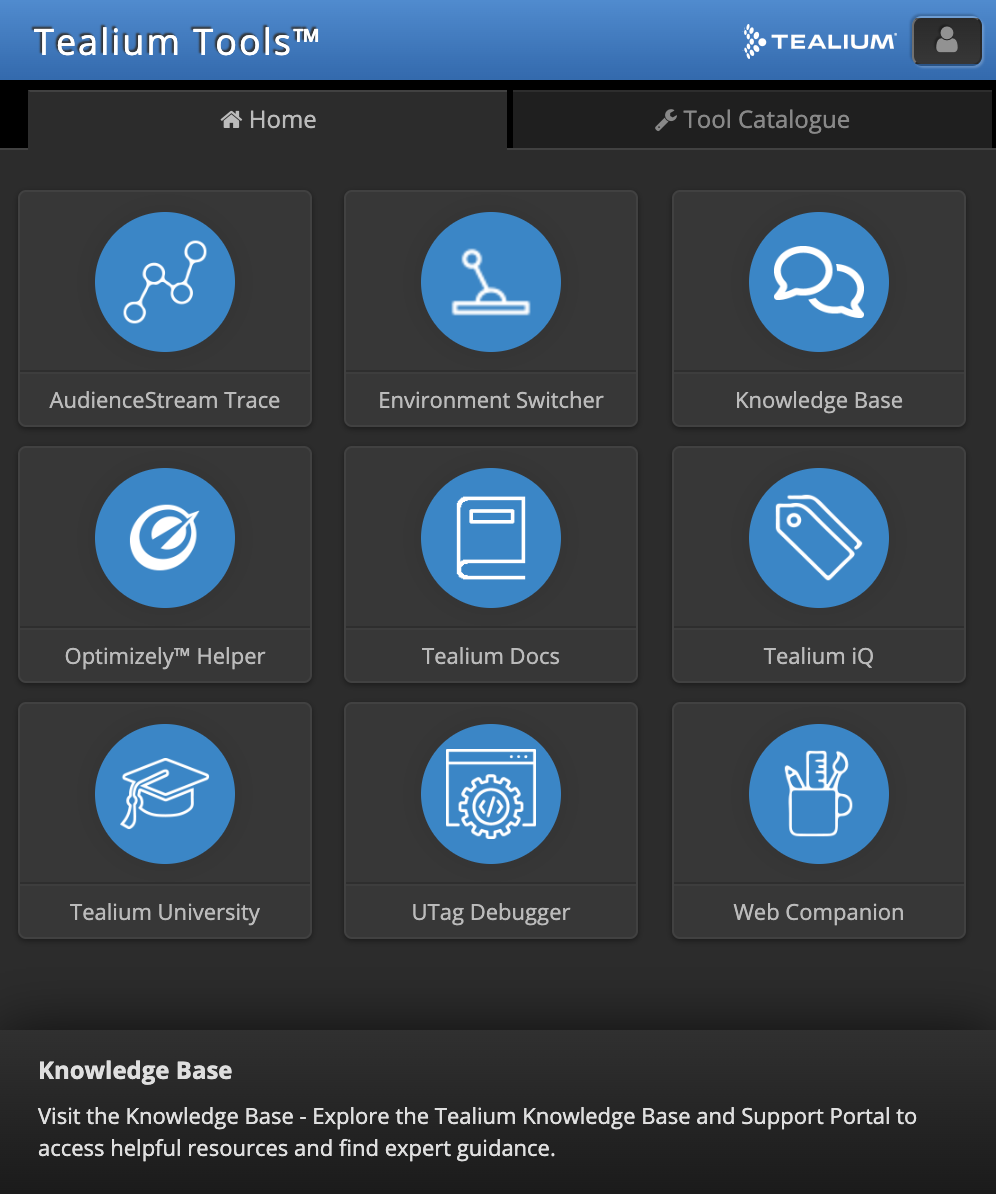 Tealium Tools™
TEALIUM
Home
Tool Catalogue
AudienceStream Trace
Environment Switcher
Knowledge Base
Optimizely™ Helper
Tealium Docs
Tealium iQ
Tealium University
UTag Debugger
Web Companion
Knowledge Base
Visit the Knowledge Base - Explore the Tealium Knowledge Base and Support Portal to
access helpful resources and find expert guidance.